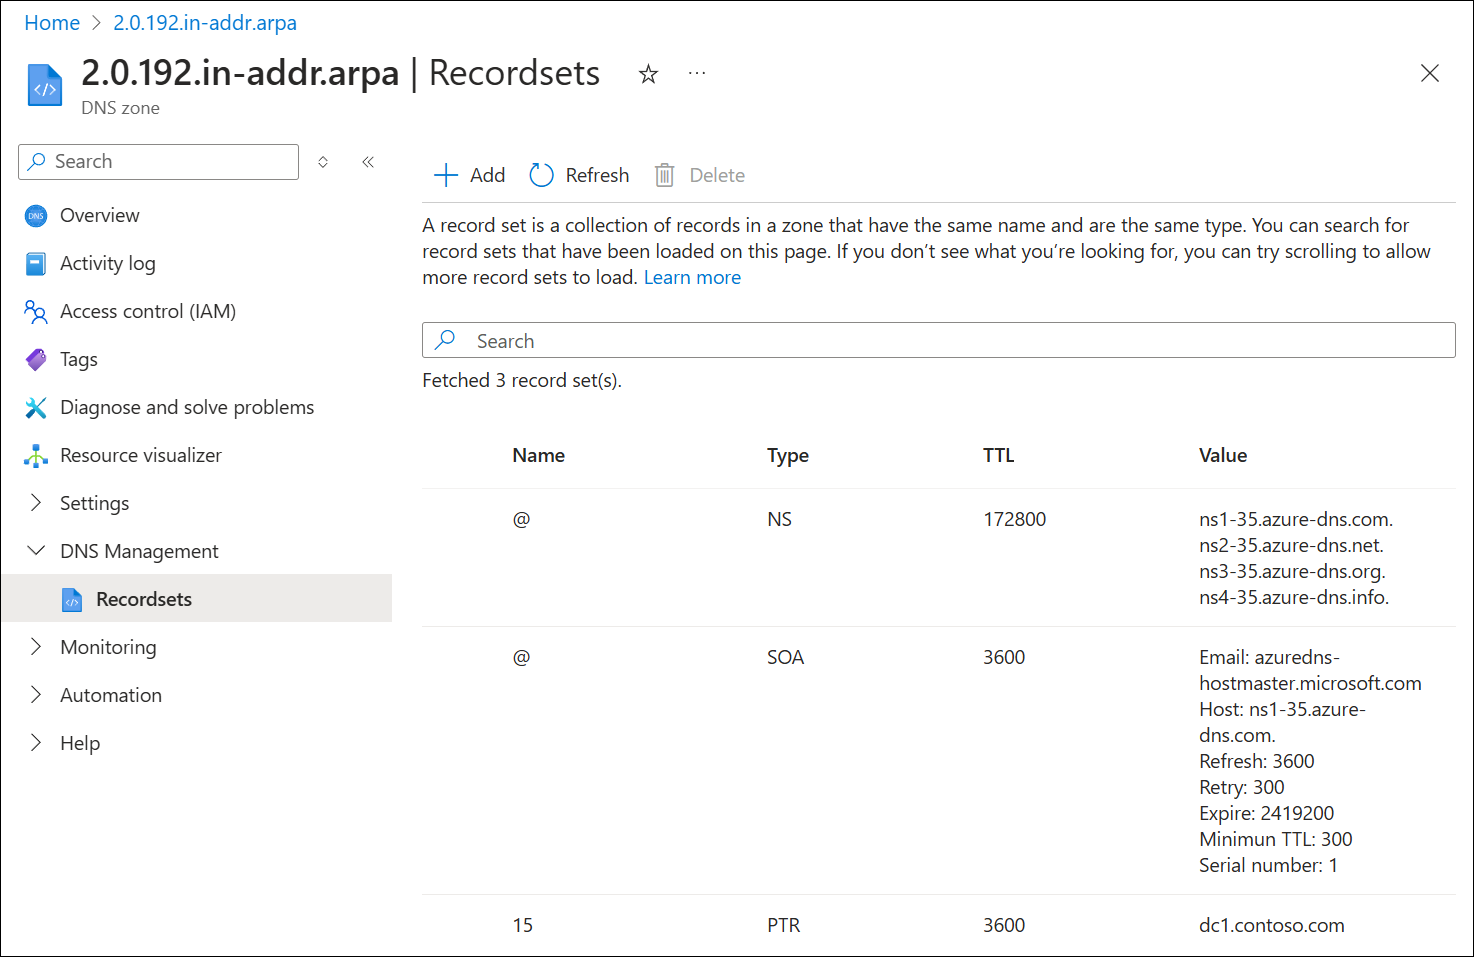 Home > 2.0.192.in-addr.arpa
2.0.192.in-addr.arpa | Recordsets
DNS zone
Search
DNS Overview
Activity log
Access control (IAM)
Tags
Diagnose and solve problems
Resource visualizer
Settings
DNS Management
Recordsets
Monitoring
Automation
Help
Add Refresh Delete
A record set is a collection of records in a zone that have the same name and are the same type. You can search for
record sets that have been loaded on this page. If you don't see what you're looking for, you can try scrolling to allow
more record sets to load. Learn more
Search
Fetched 3 record set(s).
Name Type TTL Value
@ NS 172800 ns1-35.azure-dns.com.
ns2-35.azure-dns.net.
ns3-35.azure-dns.org.
ns4-35.azure-dns.info.
@ SOA 3600 Email: azuredns-
hostmaster.microsoft.com
Host: ns1-35.azure-
dns.com.
Refresh: 3600
Retry: 300
Expire: 2419200
Minimun TTL: 300
Serial number: 1
15 PTR 3600 dc1.contoso.com